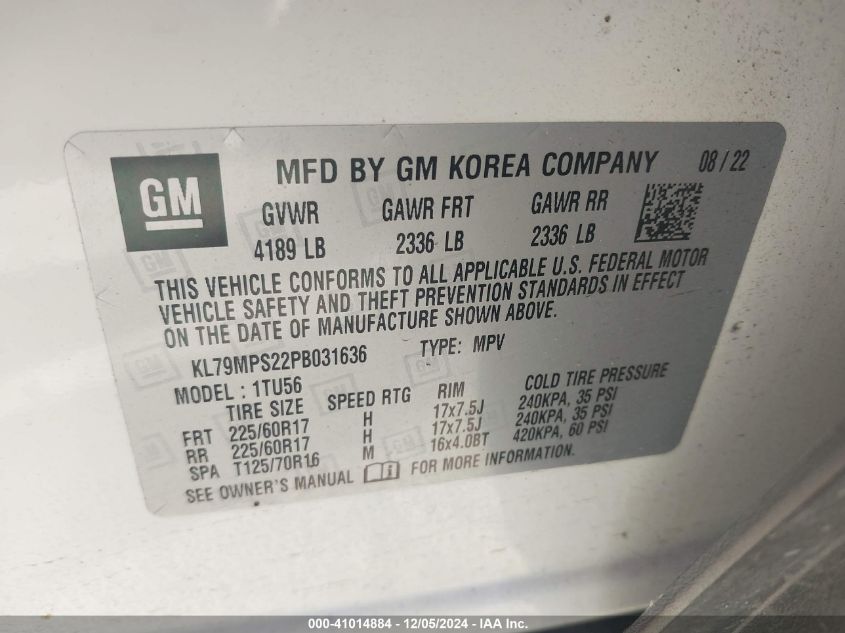 GM MFD BY GM KOREA COMPANY 08/22
GVWR GAWR FRT GAWR RR
4189 LB 2336 LB 2336 LB
THIS VEHICLE CONFORMS TO ALL APPLICABLE U.S. FEDERAL MOTOR
VEHICLE SAFETY AND THEFT PREVENTION STANDARDS IN EFFECT
ON THE DATE OF MANUFACTURE SHOWN ABOVE.
KL79MPS22PB031636 TYPE: MPV
MODEL : 1TU56
TIRE SIZE SPEED RTG RIM COLD TIRE PRESSURE
FRT 225/60R17 H 17x7.5J 240KPA, 35 PSI
RR 225/60R17 H 17x7.5J 240KPA, 35 PSI
SPA T125/70R16 M 16x4.0BT 420KPA, 60 PSI
SEE OWNER'S MANUAL FOR MORE INFORMATION.
000-41014884 - 12/05/2024 - IAA Inc.